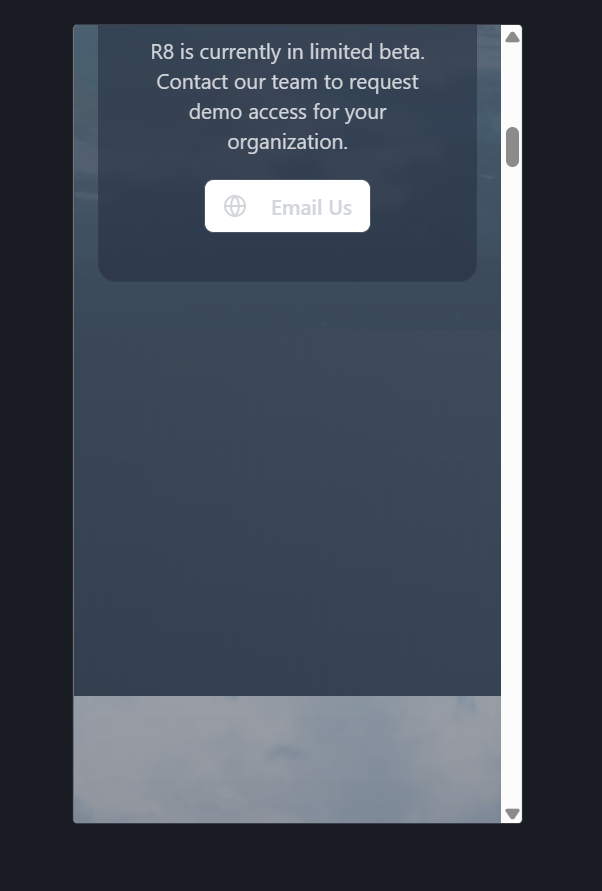 R8 is currently in limited beta.
Contact our team to request
demo access for your
organization.
Email Us